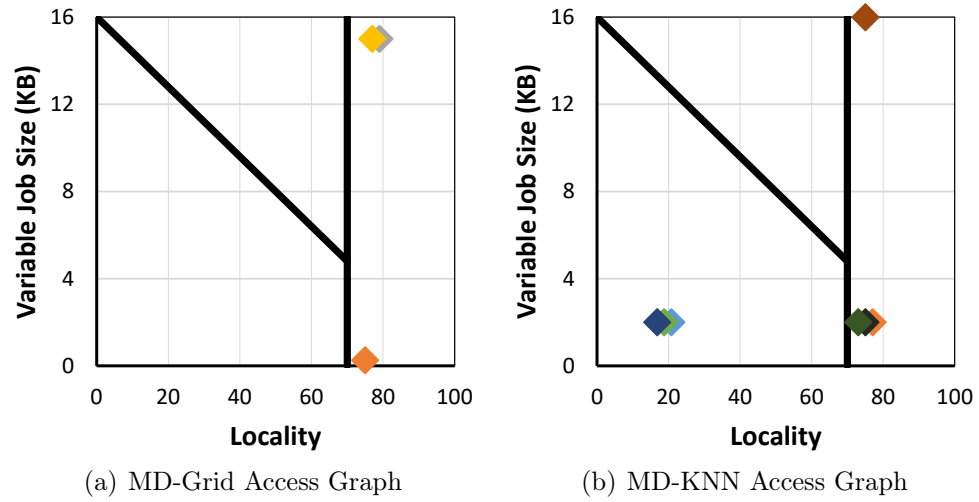 Variable Job Size (KB)
16
12
8
4
0
0 20 40 60 80 100
Locality
(a) MD-Grid Access Graph
Variable Job Size (KB)
16
12
8
4
0
0 20 40 60 80 100
Locality
(b) MD-KNN Access Graph